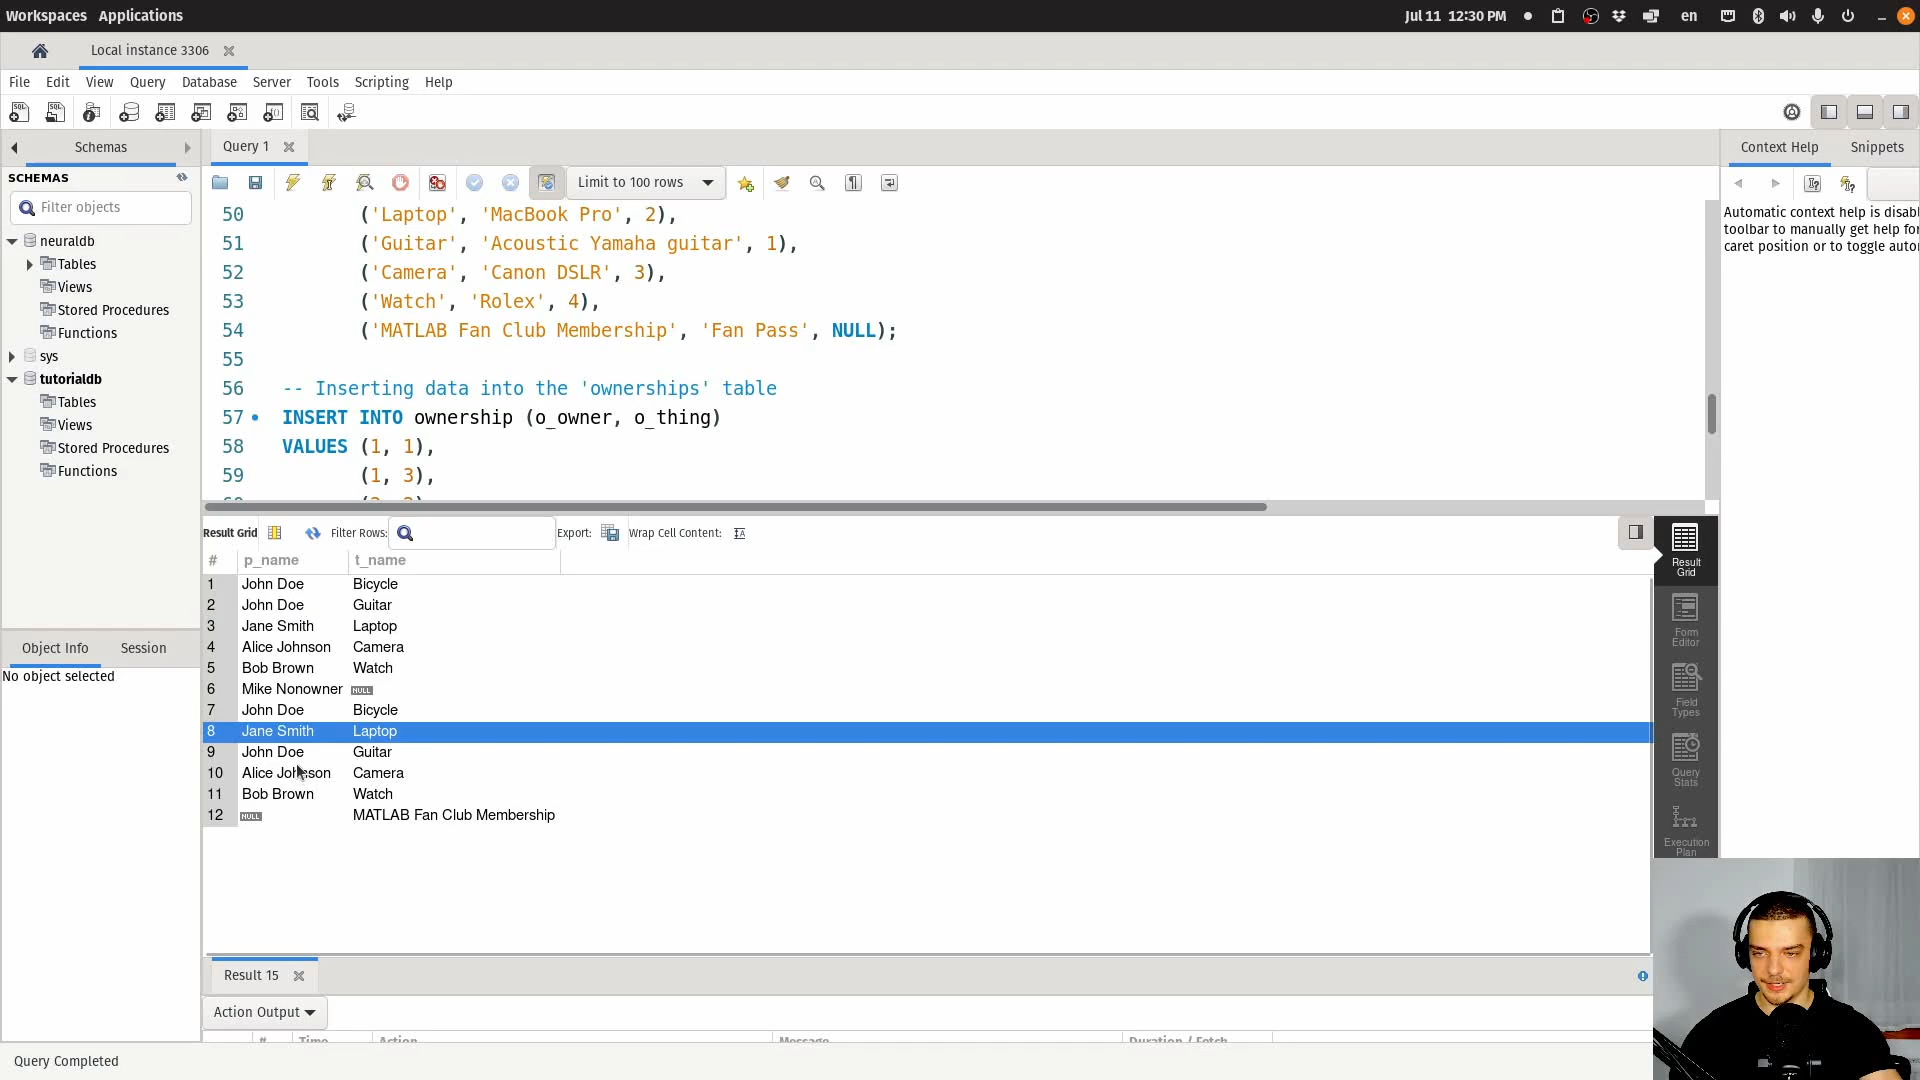 Workspaces Applications Jul 11 12:30 PM en
Local instance 3306
File Edit View Query Database Server Tools Scripting Help
Schemas
Query 1
Context Help Snippets
SCHEMAS
Limit to 100 rows
Filter objects
Automatic context help is disabl
toolbar to manually get help for
caret position or to toggle auto
neuraldb
Tables
Views
Stored Procedures
Functions
sys
tutorialdb
Tables
Views
Stored Procedures
Functions
50 ('Laptop', 'MacBook Pro', 2),
51 ('Guitar', 'Acoustic Yamaha guitar', 1),
52 ('Camera', 'Canon DSLR', 3),
53 ('Watch', 'Rolex', 4),
54 ('MATLAB Fan Club Membership', 'Fan Pass', NULL);
55
56 -- Inserting data into the 'ownerships' table
57 INSERT INTO ownership (o_owner, o_thing)
58 VALUES (1, 1),
59 (1, 3),
Result Grid Filter Rows: Export: Wrap Cell Content:
# p_name t_name
1 John Doe Bicycle
2 John Doe Guitar
3 Jane Smith Laptop
4 Alice Johnson Camera
5 Bob Brown Watch
6 Mike Nonowner NULL
7 John Doe Bicycle
8 Jane Smith Laptop
9 John Doe Guitar
10 Alice Johnson Camera
11 Bob Brown Watch
12 NULL MATLAB Fan Club Membership
Result Grid
Form Editor
Field Types
Query Stats
Execution Plan
Object Info Session
No object selected
Result 15
Action Output
# Time Action Message Duration / Fetch
Query Completed